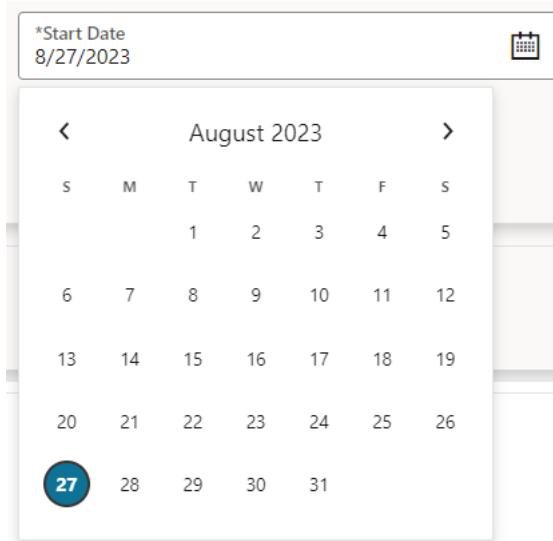 *Start Date
8/27/2023
August 2023
S M T W T F S
1 2 3 4 5
6 7 8 9 10 11 12
13 14 15 16 17 18 19
20 21 22 23 24 25 26
27 28 29 30 31